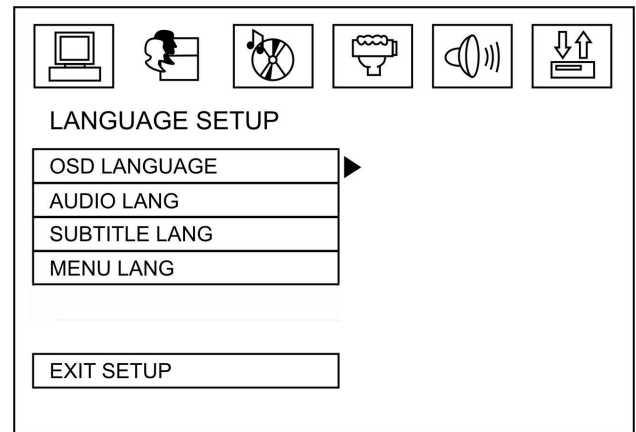 LANGUAGE SETUP
OSD LANGUAGE
AUDIO LANG
SUBTITLE LANG
MENU LANG
EXIT SETUP